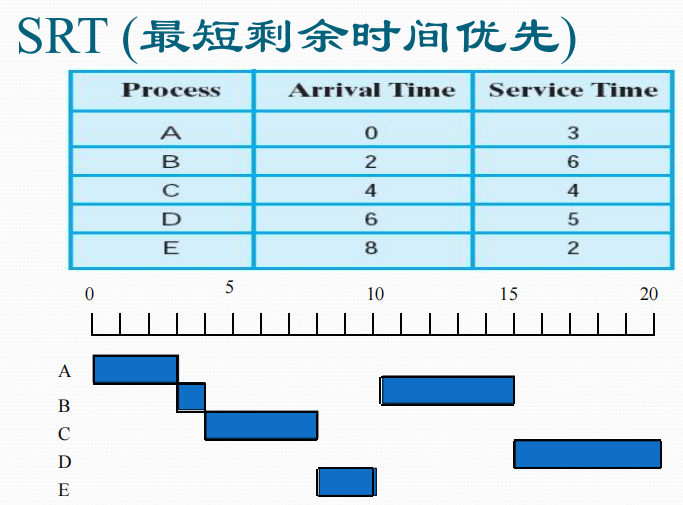 SRT (最短剩余时间优先)
Process Arrival Time Service Time
A 0 3
B 2 6
C 4 4
D 6 5
E 8 2
0 5 10 15 20
A
B
C
D
E